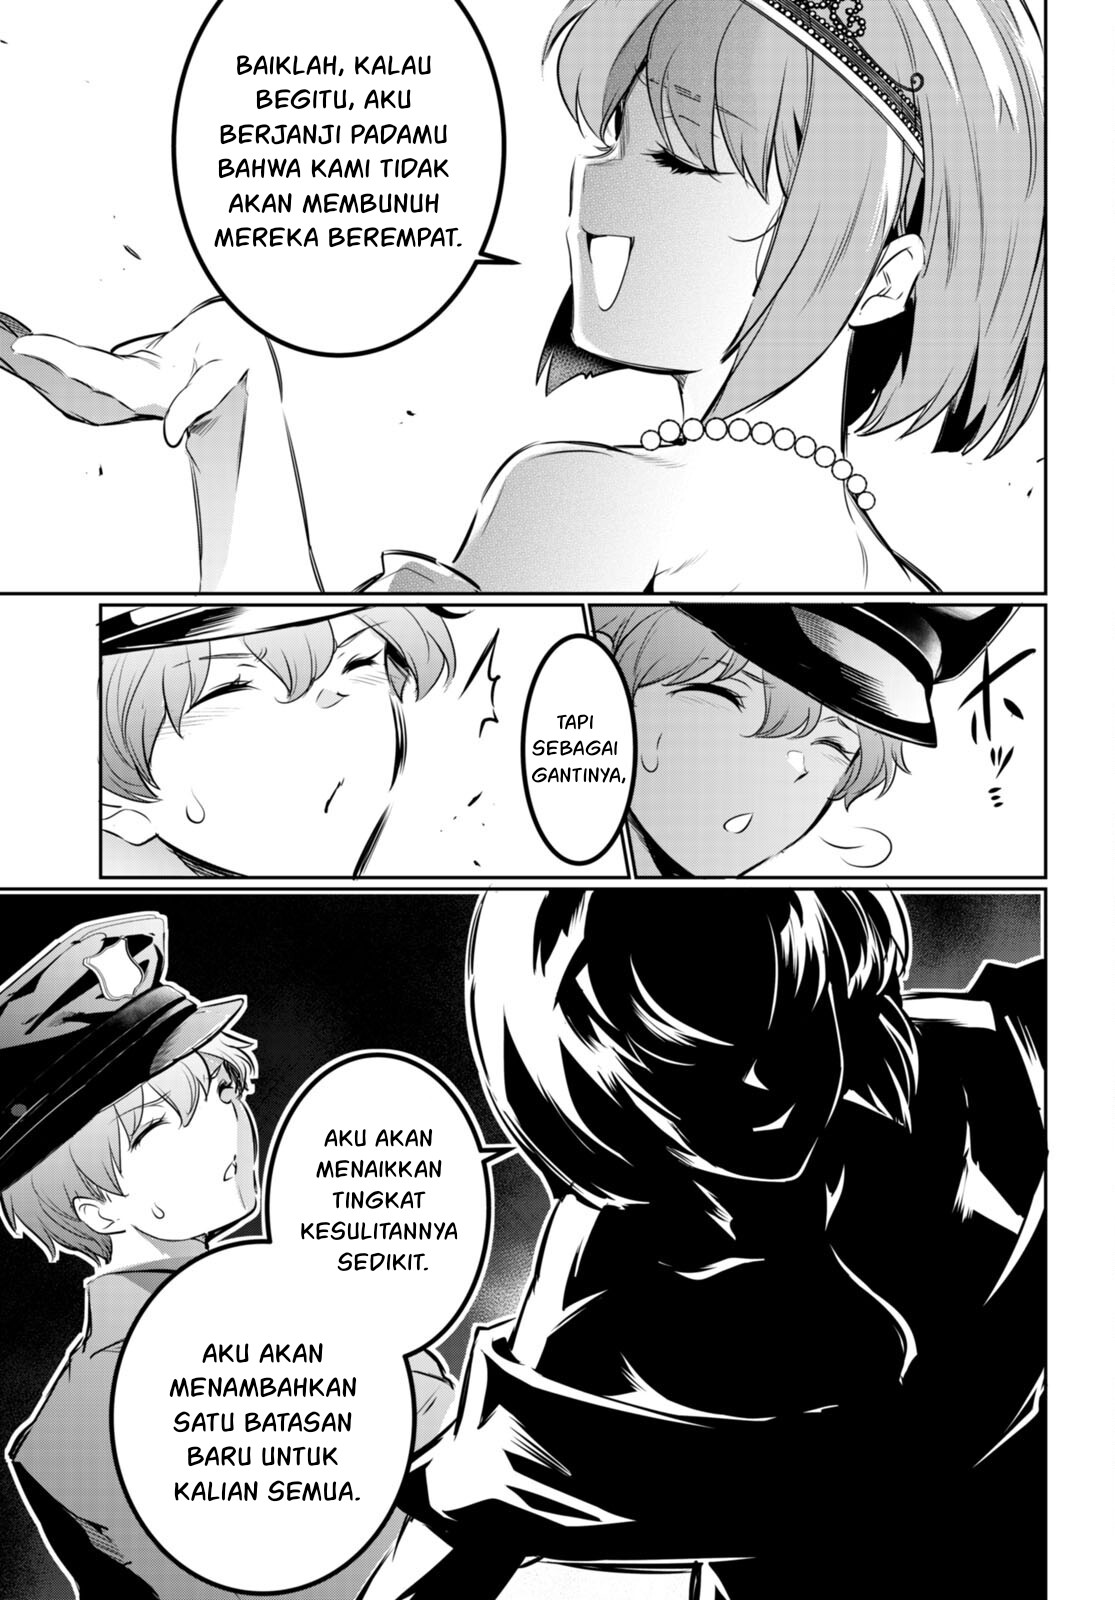 BAIKLAH, KALAU
BEGITU, AKU
BERJANJI PADAMU
BAHWA KAMI TIDAK
AKAN MEMBUNUH
MEREKA BEREMPAT.
TAPI
SEBAGAI
GANTINYA,
AKU AKAN
MENAIKKAN
TINGKAT
KESULITANNYA
SEDIKIT.
AKU AKAN
MENAMBAHKAN
SATU BATASAN
BARU UNTUK
KALIAN SEMUA.